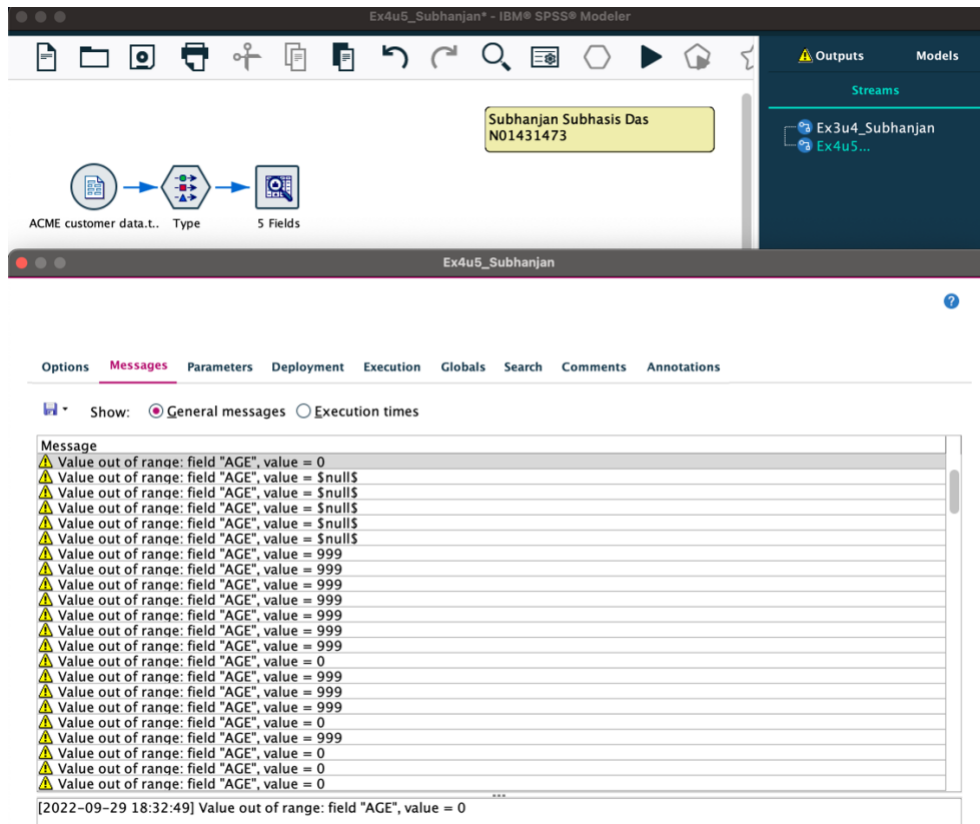 Ex4u5_Subhanjan* - IBM® SPSS® Modeler
Outputs
Models
Streams
Ex3u4_Subhanjan
Ex4u5...
Subhanjan Subhasis Das
N01431473
ACME customer data.t..
Type
5 Fields
Ex4u5_Subhanjan
?
Options Messages Parameters Deployment Execution Globals Search Comments Annotations
Show: General messages Execution times
Message
Value out of range: field "AGE", value = 0
Value out of range: field "AGE", value = $null$
Value out of range: field "AGE", value = $null$
Value out of range: field "AGE", value = $null$
Value out of range: field "AGE", value = $null$
Value out of range: field "AGE", value = $null$
Value out of range: field "AGE", value = 999
Value out of range: field "AGE", value = 999
Value out of range: field "AGE", value = 999
Value out of range: field "AGE", value = 999
Value out of range: field "AGE", value = 999
Value out of range: field "AGE", value = 999
Value out of range: field "AGE", value = 999
Value out of range: field "AGE", value = 0
Value out of range: field "AGE", value = 999
Value out of range: field "AGE", value = 999
Value out of range: field "AGE", value = 999
Value out of range: field "AGE", value = 0
Value out of range: field "AGE", value = 999
Value out of range: field "AGE", value = 0
Value out of range: field "AGE", value = 0
Value out of range: field "AGE", value = 0
[2022-09-29 18:32:49] Value out of range: field "AGE", value = 0